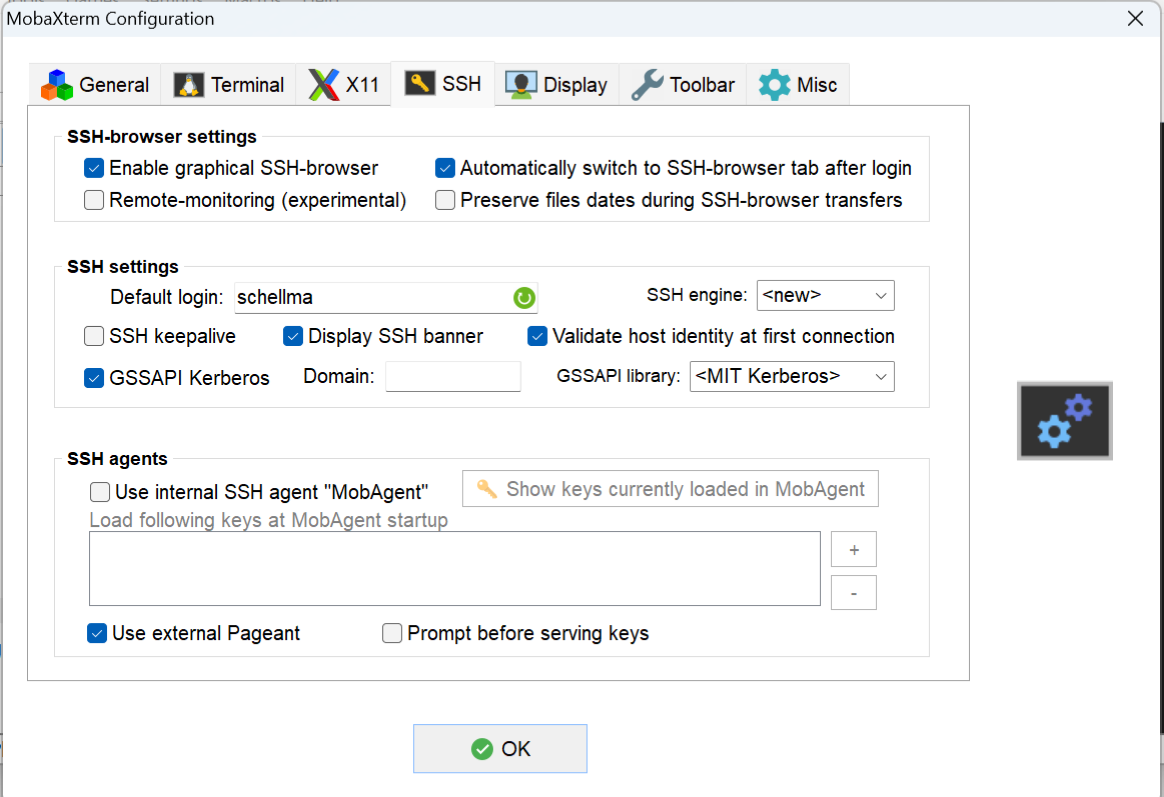 MobaXterm Configuration
General Terminal X11 SSH Display Toolbar Misc
SSH-browser settings
Enable graphical SSH-browser Automatically switch to SSH-browser tab after login
Remote-monitoring (experimental) Preserve files dates during SSH-browser transfers
SSH settings
Default login: schellma SSH engine: <new>
SSH keepalive Display SSH banner Validate host identity at first connection
GSSAPI Kerberos Domain: GSSAPI library: <MIT Kerberos>
SSH agents
Use internal SSH agent "MobAgent" Show keys currently loaded in MobAgent
Load following keys at MobAgent startup
+
-
Use external Pageant Prompt before serving keys
OK